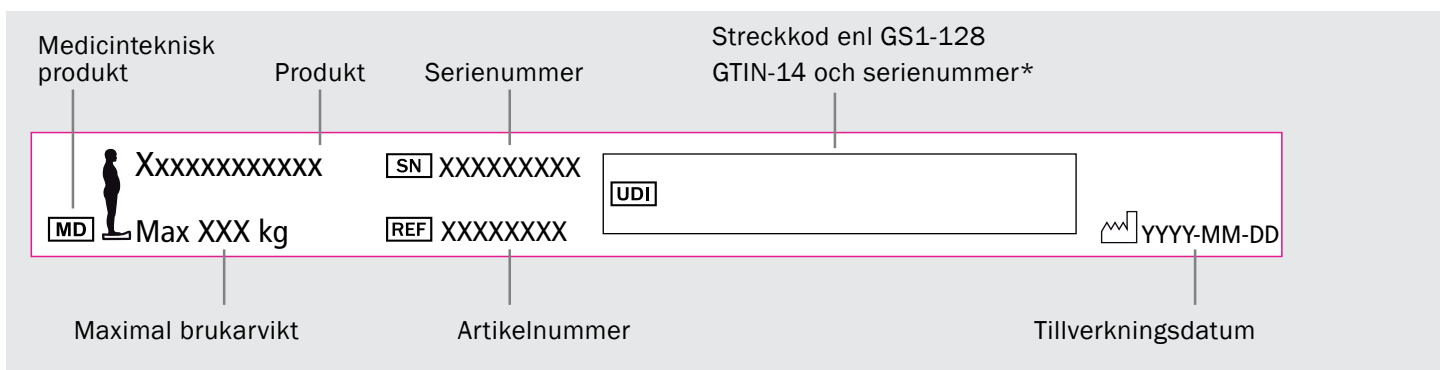 Medicinteknisk
produkt
Produkt
Serienummer
Streckkod enl GS1-128
GTIN-14 och serienummer*
Xxxxxxxxxxxx
SN XXXXXXXXX
UDI
MD
Max XXX kg
REF XXXXXXXX
YYYY-MM-DD
Maximal brukarvikt
Artikelnummer
Tillverkningsdatum